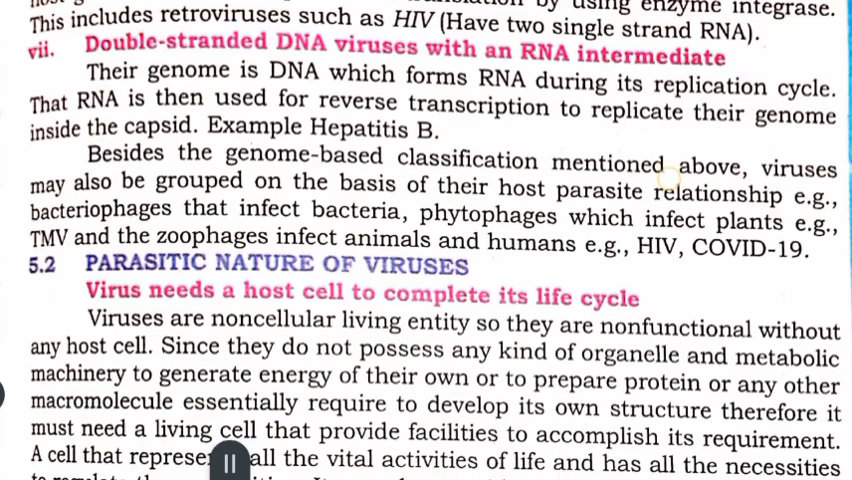 by using enzyme integrase.
This includes retroviruses such as HIV (Have two single strand RNA).
vii. Double-stranded DNA viruses with an RNA intermediate
Their genome is DNA which forms RNA during its replication cycle.
That RNA is then used for reverse transcription to replicate their genome
inside the capsid. Example Hepatitis B.
Besides the genome-based classification mentioned above, viruses
may also be grouped on the basis of their host parasite relationship e.g.,
bacteriophages that infect bacteria, phytophages which infect plants e.g.,
TMV and the zoophages infect animals and humans e.g., HIV, COVID-19.
5.2 PARASITIC NATURE OF VIRUSES
Virus needs a host cell to complete its life cycle
Viruses are noncellular living entity so they are nonfunctional without
any host cell. Since they do not possess any kind of organelle and metabolic
machinery to generate energy of their own or to prepare protein or any other
macromolecule essentially require to develop its own structure therefore it
must need a living cell that provide facilities to accomplish its requirement.
A cell that all the vital activities of life and has all the necessities